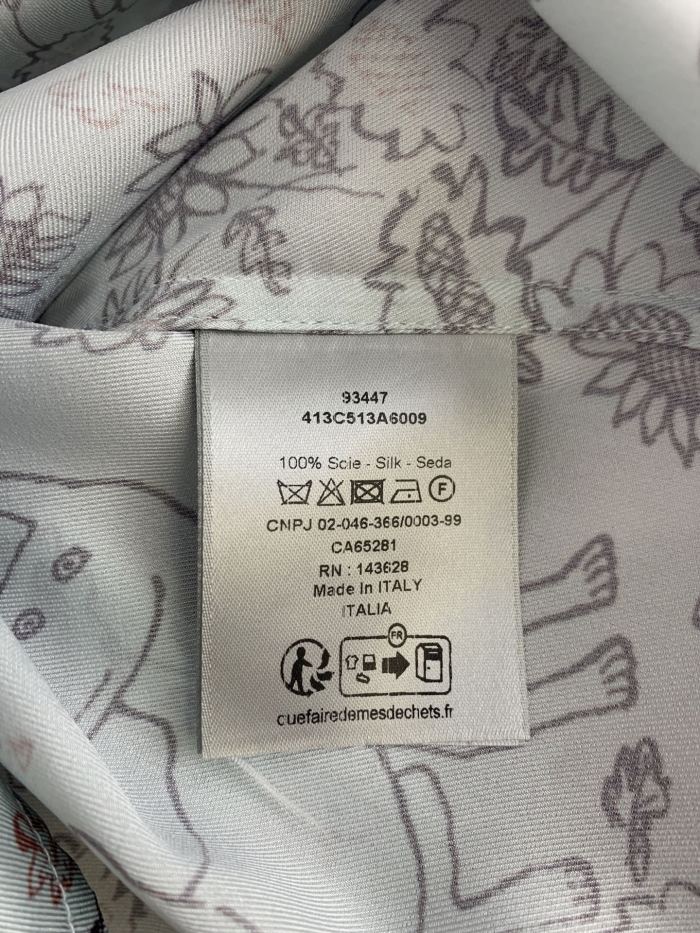 93447
413C513A6009
100% Scie - Silk - Seda
F
CNPJ 02-046-366/0003-99
CA65281
RN : 143628
Made In ITALY
ITALIA
FR
quefairedemesdechets.fr